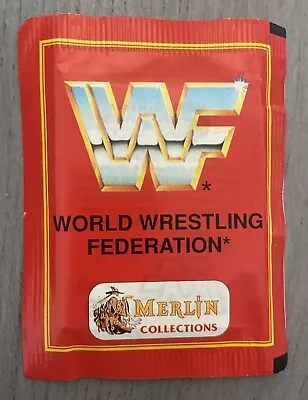 WF
*
WORLD WRESTLING
FEDERATION*
MERLIN
COLLECTIONS